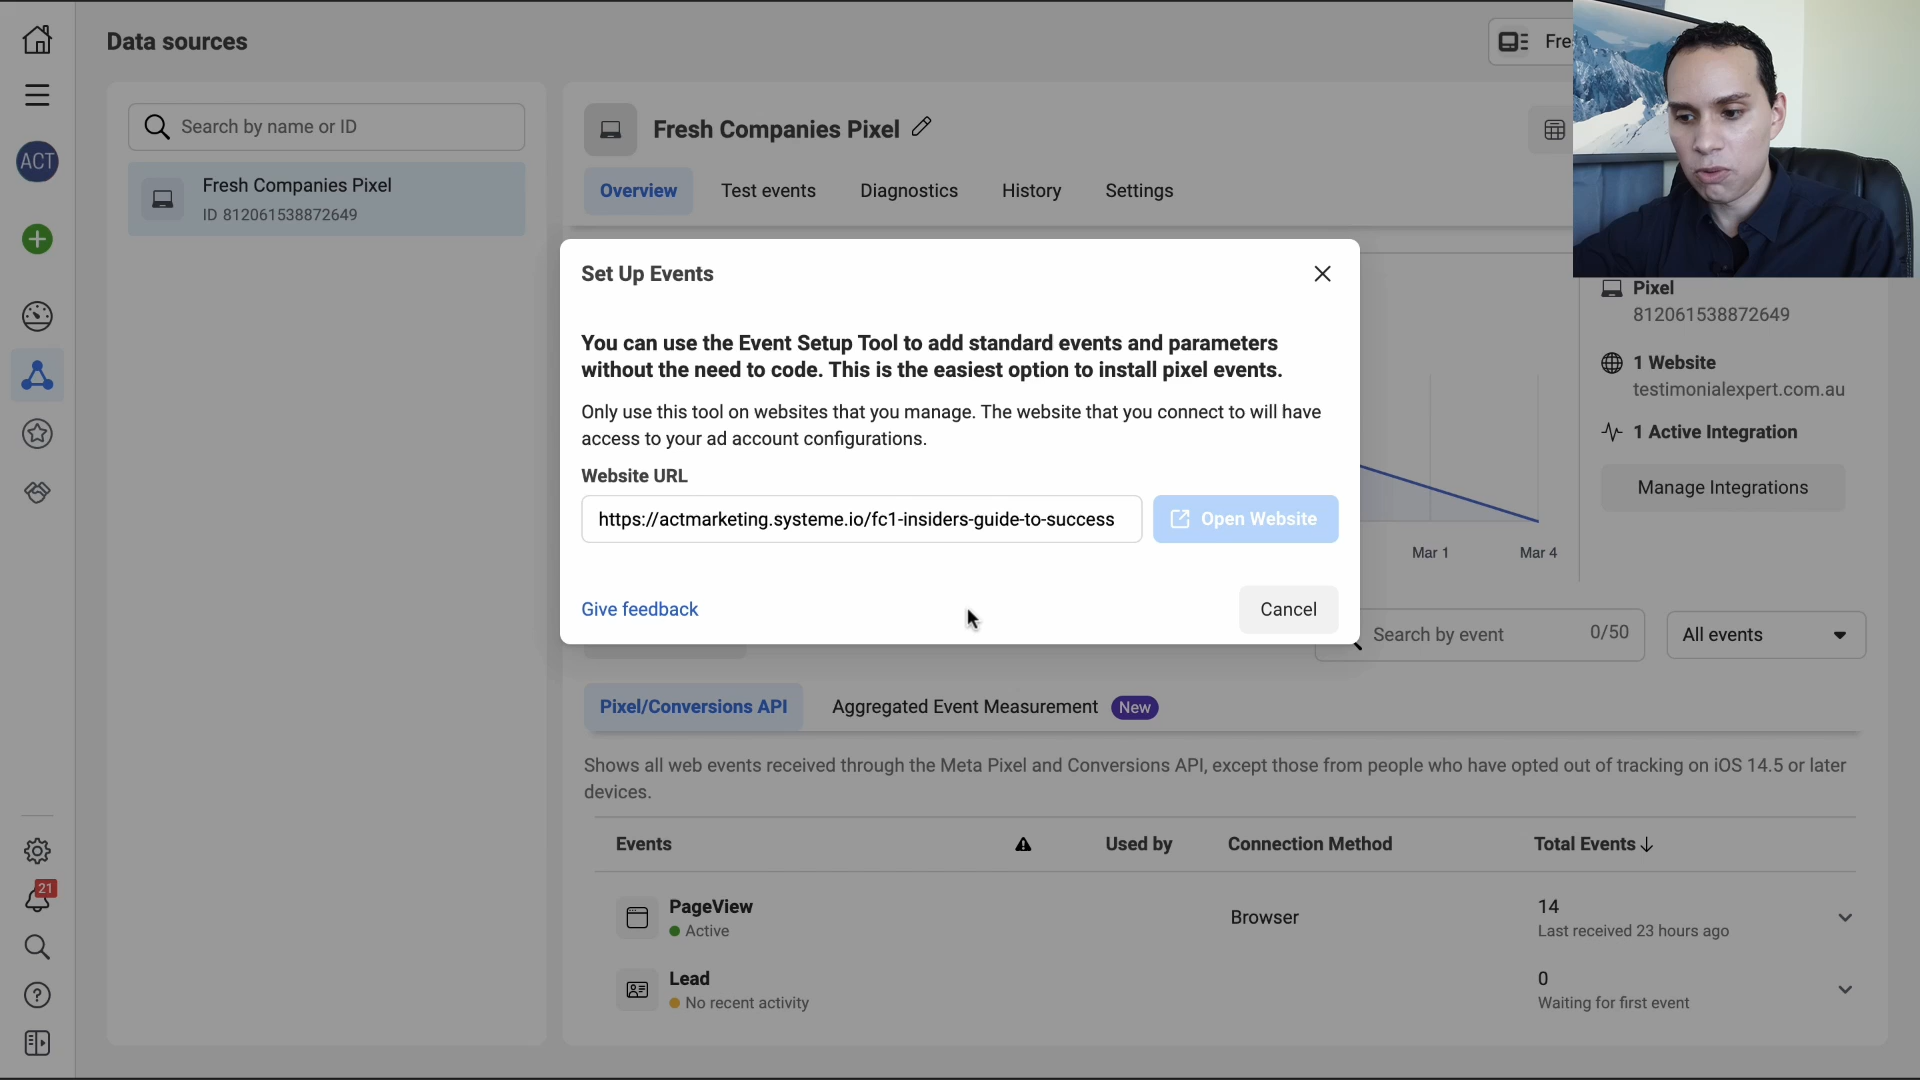 Data sources
Fre
ACT
Search by name or ID
Fresh Companies Pixel
ID 812061538872649
Fresh Companies Pixel
Overview
Test events
Diagnostics
History
Settings
Set Up Events
You can use the Event Setup Tool to add standard events and parameters
without the need to code. This is the easiest option to install pixel events.
Only use this tool on websites that you manage. The website that you connect to will have
access to your ad account configurations.
Website URL
https://actmarketing.systeme.io/fc1-insiders-guide-to-success
Open Website
Give feedback
Cancel
Pixel
812061538872649
1 Website
testimonialexpert.com.au
1 Active Integration
Manage Integrations
Mar 1
Mar 4
Search by event
0/50
All events
Pixel/Conversions API
Aggregated Event Measurement
New
Shows all web events received through the Meta Pixel and Conversions API, except those from people who have opted out of tracking on iOS 14.5 or later
devices.
Events
Used by
Connection Method
Total Events
PageView
Active
Browser
14
Last received 23 hours ago
Lead
No recent activity
0
Waiting for first event
21